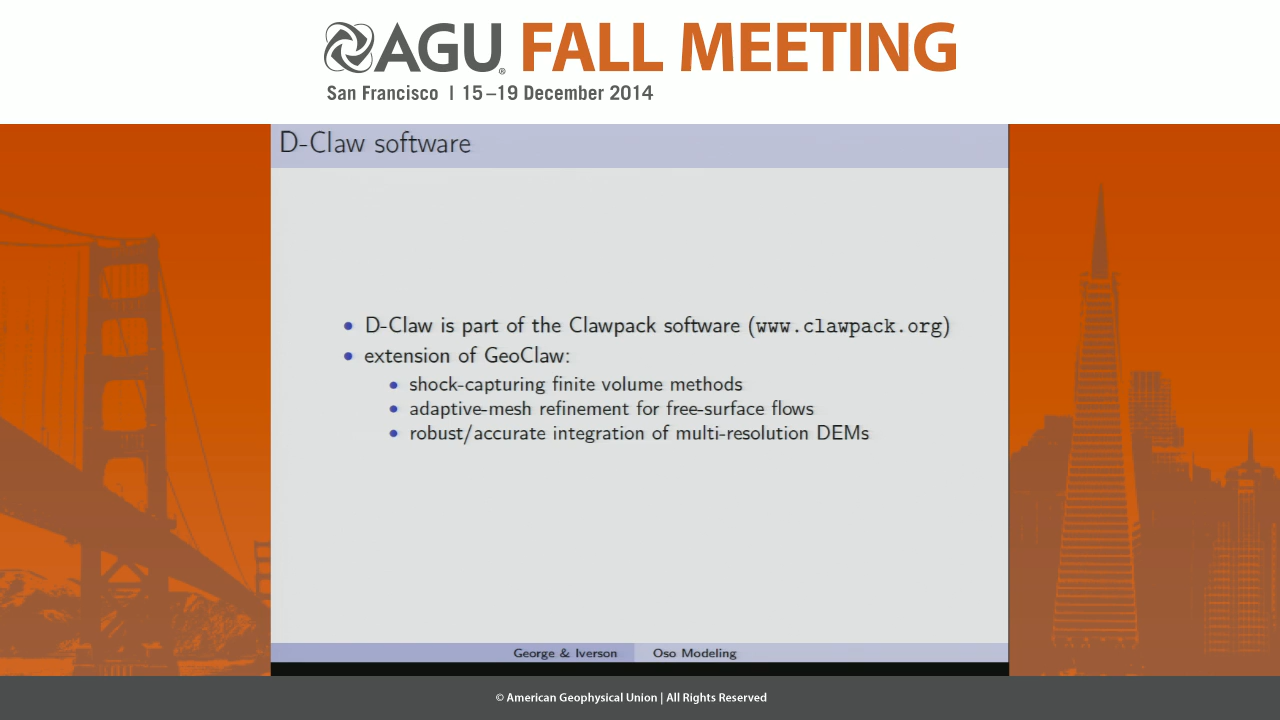 AGU® FALL MEETING
San Francisco | 15–19 December 2014
D-Claw software
• D-Claw is part of the Clawpack software (www.clawpack.org)
• extension of GeoClaw:
• shock-capturing finite volume methods
• adaptive-mesh refinement for free-surface flows
• robust/accurate integration of multi-resolution DEMs
George & Iverson Oso Modeling
© American Geophysical Union | All Rights Reserved